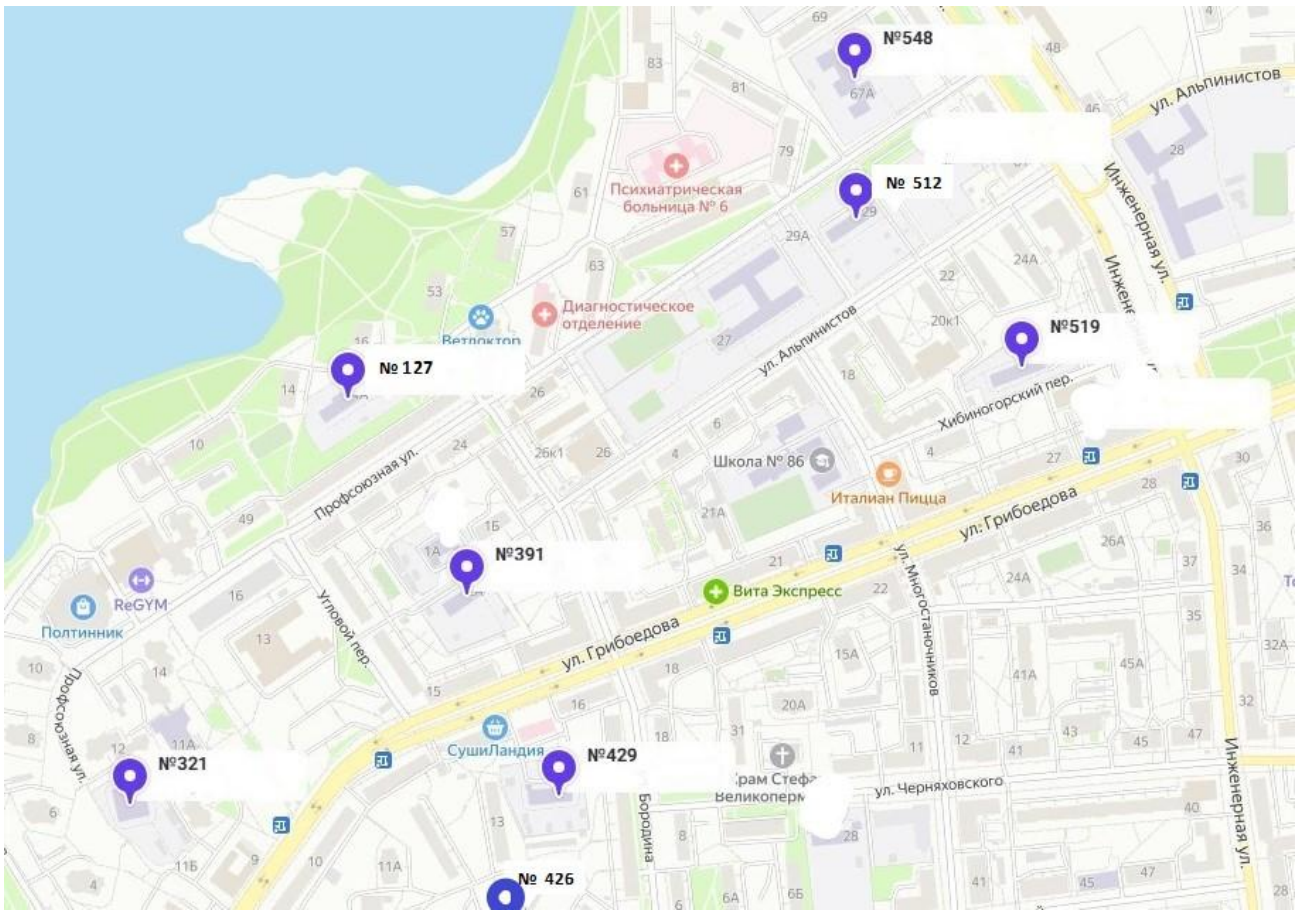 69
№548
48
4
83
81
67А
46
ул. Альпинистов
28
79
Психиатрическая
больница № 6
61
№ 512
29
Инженерная ул.
57
29А
63
22
24А
53
Диагностическое
отделение
20к1
27
ул. Альпинистов
№519
16
№ 127
14
18
26
Хибиногорский пер.
6
10
24
26к1
26
4
Школа № 86
4
27
30
Италиан Пицца
28
Профсоюзная ул.
49
21А
ул. Грибоедова
36
1Б
26А
1А
№391
21
37
34
ReGYM
16
Вита Экспресс
22
24А
Полтинник
Угловой пер.
ул. Многостаночников
35
13
ул. Грибоедова
32А
10
14
18
15А
41А
45А
Профсоюзная ул.
15
16
20А
32
31
8
12
11А
СушиЛандия
11
12
41
43
45
47
№321
№429
18
Великоперм
ул. Черняховского
6
40
13
Бородина
8
28
Инженерная ул.
9
10
11Б
11А
4
№ 426
41
45
47
6
6А
6Б
28